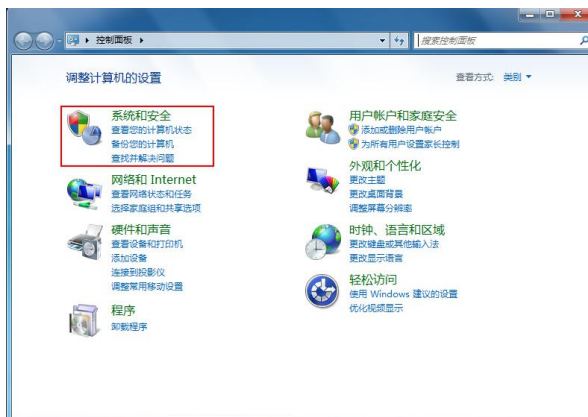 控制面板
搜索控制面板
调整计算机的设置
查看方式: 类别
系统和安全
查看您的计算机状态
备份您的计算机
查找并解决问题
网络和 Internet
查看网络状态和任务
选择家庭组和共享选项
硬件和声音
查看设备和打印机
添加设备
连接到投影仪
调整常用移动设置
程序
卸载程序
用户帐户和家庭安全
添加或删除用户帐户
为所有用户设置家长控制
外观和个性化
更改主题
更改桌面背景
调整屏幕分辨率
时钟、语言和区域
更改键盘或其他输入法
更改显示语言
轻松访问
使用 Windows 建议的设置
优化视频显示